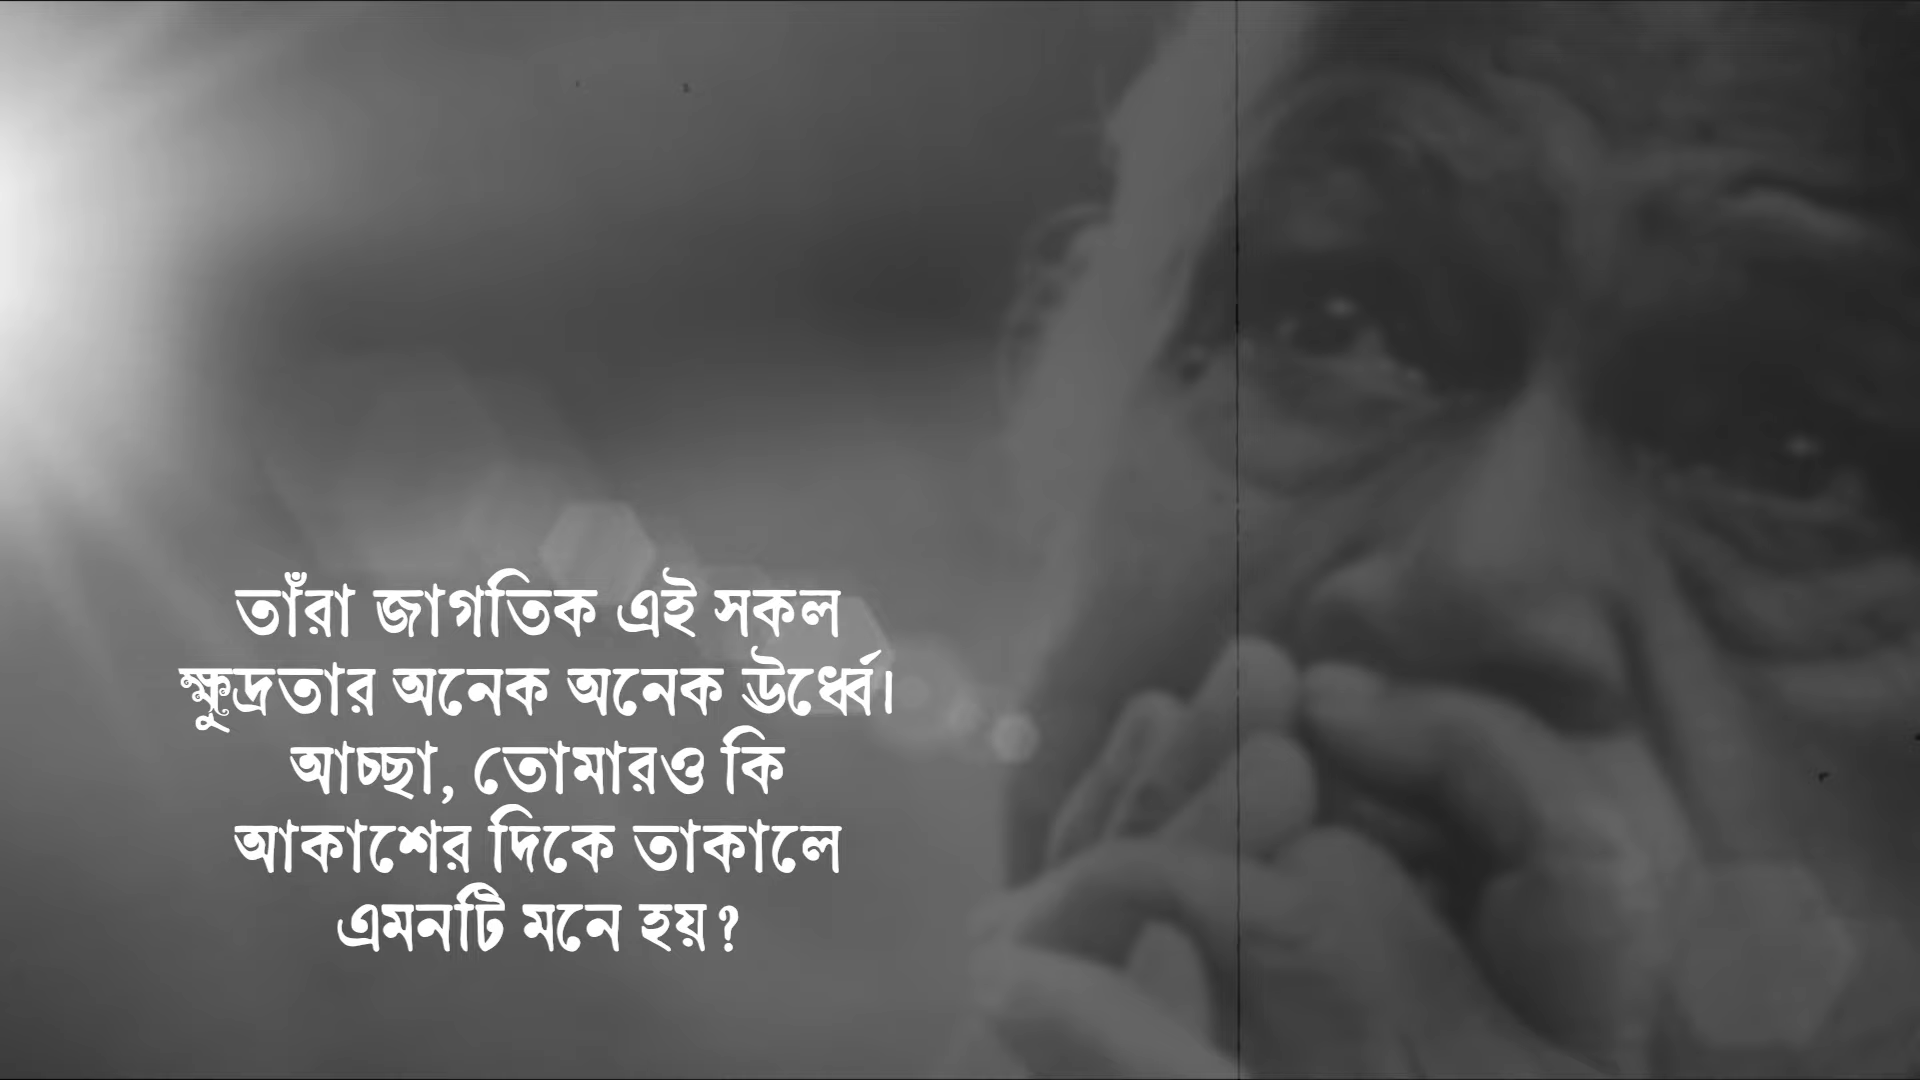 তাঁরা জাগতিক এই সকল
ক্ষুদ্রতার অনেক অনেক ঊর্ধ্বে।
আচ্ছা, তোমারও কি
আকাশের দিকে তাকালে
এমনটি মনে হয়?